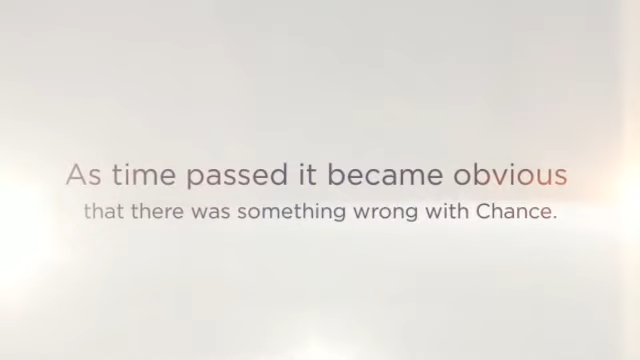 As time passed it became obvious
that there was something wrong with Chance.